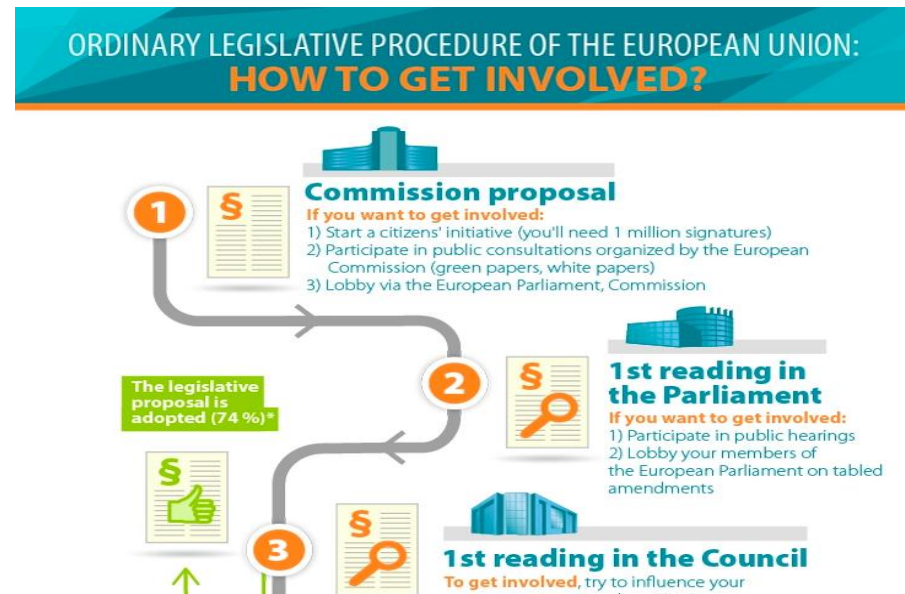 ORDINARY LEGISLATIVE PROCEDURE OF THE EUROPEAN UNION:
HOW TO GET INVOLVED?
1
§
Commission proposal
If you want to get involved:
1) Start a citizens' initiative (you'll need 1 million signatures)
2) Participate in public consultations organized by the European
Commission (green papers, white papers)
3) Lobby via the European Parliament, Commission
2
§
1st reading in
the Parliament
If you want to get involved:
1) Participate in public hearings
2) Lobby your members of
the European Parliament on tabled
amendments
The legislative
proposal is
adopted (74 %)*
§
3
§
1st reading in the Council
To get involved, try to influence your